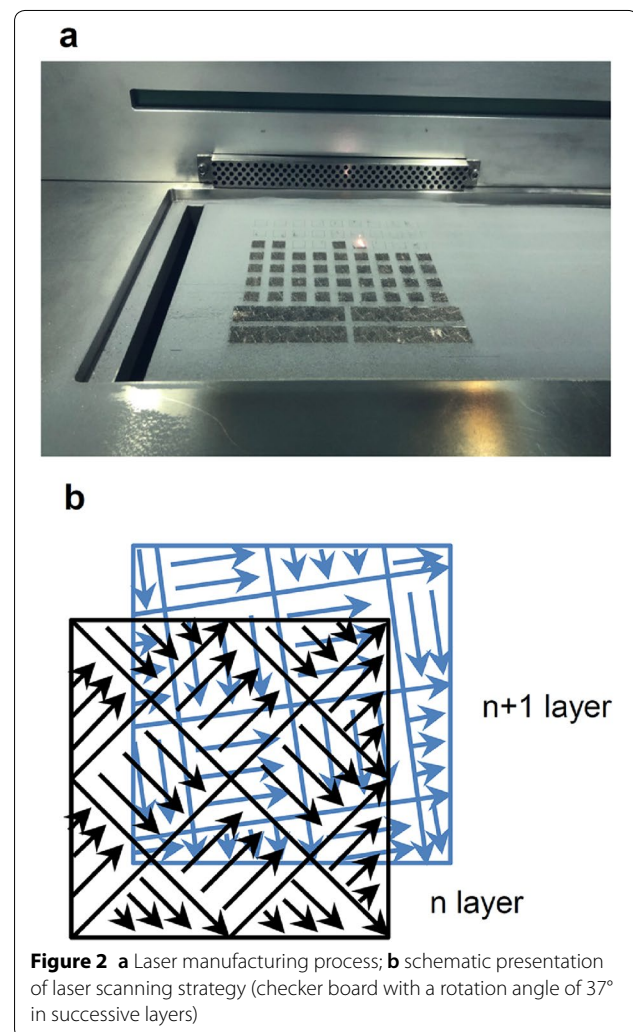 a
b
n+1 layer
n layer
Figure 2 a Laser manufacturing process; b schematic presentation
of laser scanning strategy (checker board with a rotation angle of 37°
in successive layers)